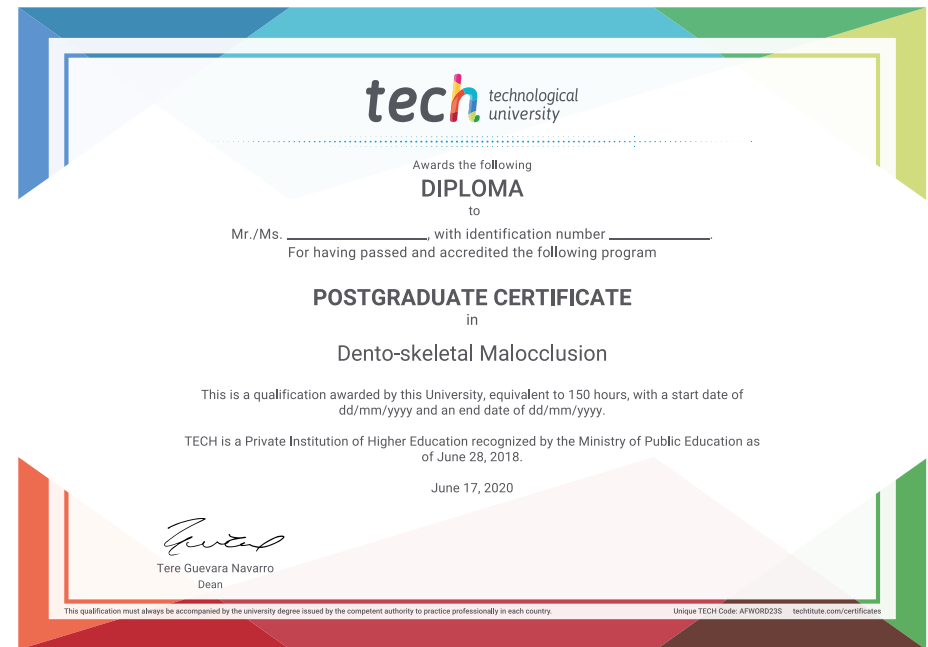 tech technological
university
Awards the following
DIPLOMA
to
Mr./Ms. ________________, with identification number ____________.
For having passed and accredited the following program
POSTGRADUATE CERTIFICATE
in
Dento-skeletal Malocclusion
This is a qualification awarded by this University, equivalent to 150 hours, with a start date of
dd/mm/yyyy and an end date of dd/mm/yyyy.
TECH is a Private Institution of Higher Education recognized by the Ministry of Public Education as
of June 28, 2018.
June 17, 2020
Tere Guevara Navarro
Dean
This qualification must always be accompanied by the university degree issued by the competent authority to practice professionally in each country.
Unique TECH Code: AFWORD23S techtitute.com/certificates